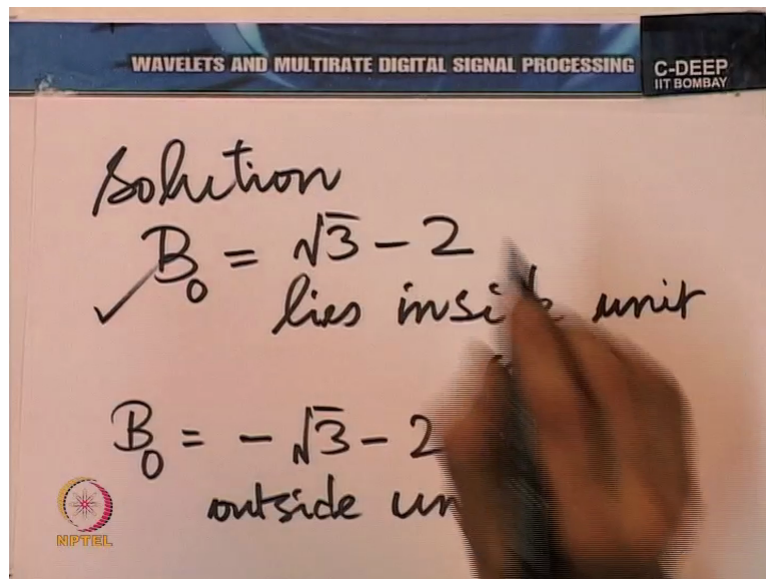 WAVELETS AND MULTIRATE DIGITAL SIGNAL PROCESSING
C-DEEP
IIT BOMBAY
Solution
B₀ = √3 - 2
lies inside unit
B₀ = -√3 - 2
outside
NPTEL